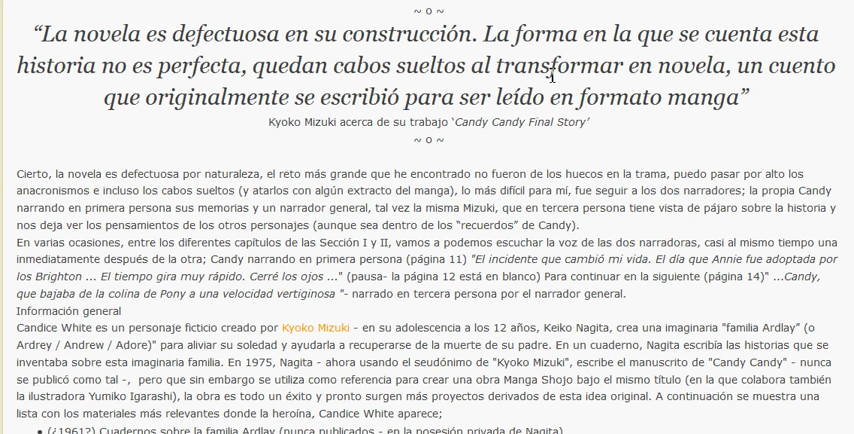 ~ o ~
“La novela es defectuosa en su construcción. La forma en la que se cuenta esta
historia no es perfecta, quedan cabos sueltos al transformar en novela, un cuento
que originalmente se escribió para ser leído en formato manga”
Kyoko Mizuki acerca de su trabajo ‘Candy Candy Final Story’
~ o ~
Cierto, la novela es defectuosa por naturaleza, el reto más grande que he encontrado no fueron de los huecos en la trama, puedo pasar por alto los
anacronismos e incluso los cabos sueltos (y atarlos con algún extracto del manga), lo más difícil para mí, fue seguir a los dos narradores; la propia Candy
narrando en primera persona sus memorias y un narrador general, tal vez la misma Mizuki, que en tercera persona tiene vista de pájaro sobre la historia y
nos deja ver los pensamientos de los otros personajes (aunque sea dentro de los “recuerdos” de Candy).
En varias ocasiones, entre los diferentes capítulos de las Sección I y II, vamos a podemos escuchar la voz de las dos narradoras, casi al mismo tiempo una
inmediatamente después de la otra; Candy narrando en primera persona (página 11) "El incidente que cambió mi vida. El día que Annie fue adoptada por
los Brighton ... El tiempo gira muy rápido. Cerré los ojos ..." (pausa- la página 12 está en blanco) Para continuar en la siguiente (página 14)" ...Candy,
que bajaba de la colina de Pony a una velocidad vertiginosa "- narrado en tercera persona por el narrador general.
Información general
Candice White es un personaje ficticio creado por Kyoko Mizuki - en su adolescencia a los 12 años, Keiko Nagita, crea una imaginaria "familia Ardlay” (o
Ardrey / Andrew / Adore)" para aliviar su soledad y ayudarla a recuperarse de la muerte de su padre. En un cuaderno, Nagita escribía las historias que se
inventaba sobre esta imaginaria familia. En 1975, Nagita - ahora usando el seudónimo de "Kyoko Mizuki", escribe el manuscrito de "Candy Candy" - nunca
se publicó como tal -, pero que sin embargo se utiliza como referencia para crear una obra Manga Shojo bajo el mismo título (en la que colabora también
la ilustradora Yumiko Igarashi), la obra es todo un éxito y pronto surgen más proyectos derivados de esta idea original. A continuación se muestra una
lista con los materiales más relevantes donde la heroína, Candice White aparece;
• (¿1961?) Cuadernos sobre la familia Ardlay (nunca publicados - en la posesión privada de Nagita)